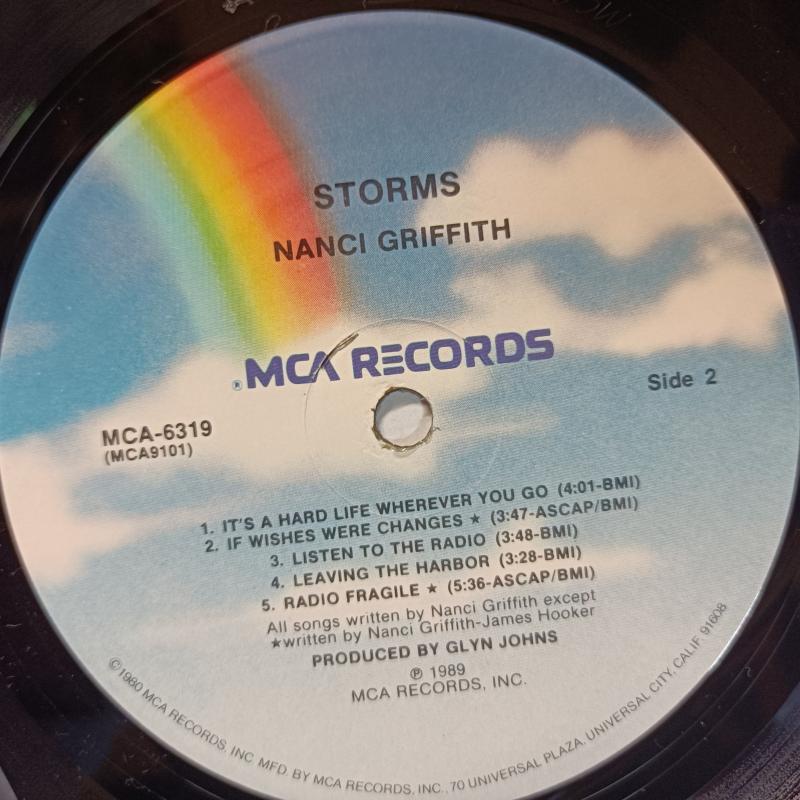 STORMS
NANCI GRIFFITH
®MCA RECORDS
Side 2
MCA-6319
(MCA9101)
1. IT'S A HARD LIFE WHEREVER YOU GO (4:01-BMI)
2. IF WISHES WERE CHANGES ★ (3:47-ASCAP/BMI)
3. LISTEN TO THE RADIO (3:48-BMI)
4. LEAVING THE HARBOR (3:28-BMI)
5. RADIO FRAGILE ★ (5:36-ASCAP/BMI)
All songs written by Nanci Griffith except
★written by Nanci Griffith-James Hooker
PRODUCED BY GLYN JOHNS
℗ 1989
MCA RECORDS, INC.
©1980 MCA RECORDS, INC. MFD. BY MCA RECORDS, INC., 70 UNIVERSAL PLAZA, UNIVERSAL CITY, CALIF. 91608